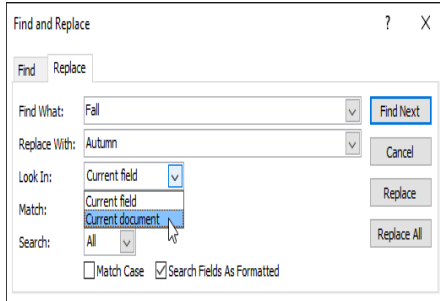 Find and Replace ? X
Find Replace
Find What: Fall Find Next
Replace With: Autumn Cancel
Look In: Current field
Current field Replace
Match: Current document
Search: All Replace All
Match Case Search Fields As Formatted